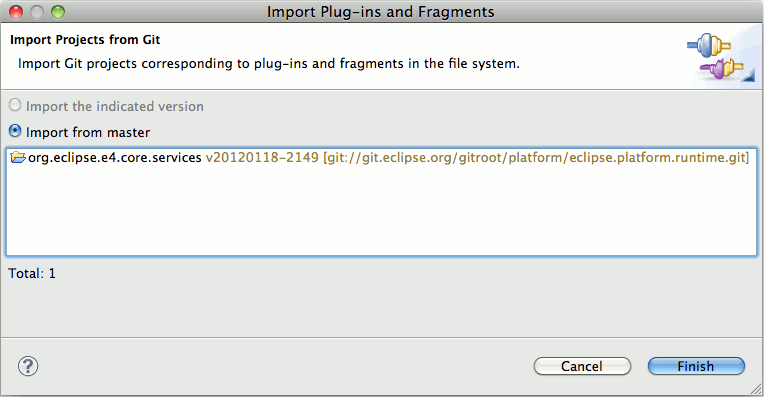 Import Plug-ins and Fragments
Import Projects from Git
Import Git projects corresponding to plug-ins and fragments in the file system.
Import the indicated version
Import from master
org.eclipse.e4.core.services v20120118-2149 [git://git.eclipse.org/gitroot/platform/eclipse.platform.runtime.git]
Total: 1
?
Cancel
Finish